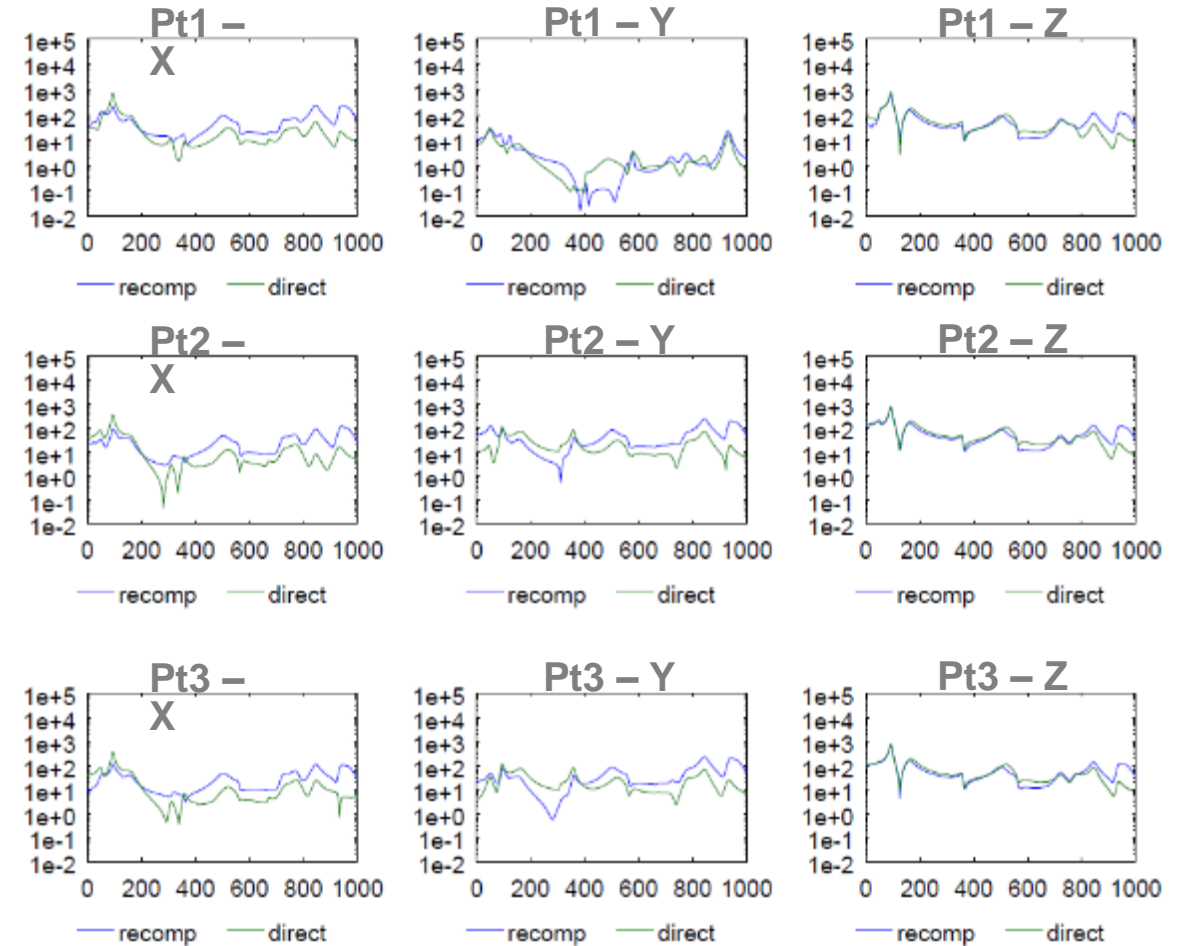 Pt1 – X
Pt1 – Y
Pt1 – Z
1e+5
1e+4
1e+3
1e+2
1e+1
1e+0
1e-1
1e-2
0 200 400 600 800 1000
recomp direct
1e+5
1e+4
1e+3
1e+2
1e+1
1e+0
1e-1
1e-2
0 200 400 600 800 1000
recomp direct
1e+5
1e+4
1e+3
1e+2
1e+1
1e+0
1e-1
1e-2
0 200 400 600 800 1000
recomp direct
Pt2 – X
Pt2 – Y
Pt2 – Z
1e+5
1e+4
1e+3
1e+2
1e+1
1e+0
1e-1
1e-2
0 200 400 600 800 1000
recomp direct
1e+5
1e+4
1e+3
1e+2
1e+1
1e+0
1e-1
1e-2
0 200 400 600 800 1000
recomp direct
1e+5
1e+4
1e+3
1e+2
1e+1
1e+0
1e-1
1e-2
0 200 400 600 800 1000
recomp direct
Pt3 – X
Pt3 – Y
Pt3 – Z
1e+5
1e+4
1e+3
1e+2
1e+1
1e+0
1e-1
1e-2
0 200 400 600 800 1000
recomp direct
1e+5
1e+4
1e+3
1e+2
1e+1
1e+0
1e-1
1e-2
0 200 400 600 800 1000
recomp direct
1e+5
1e+4
1e+3
1e+2
1e+1
1e+0
1e-1
1e-2
0 200 400 600 800 1000
recomp direct